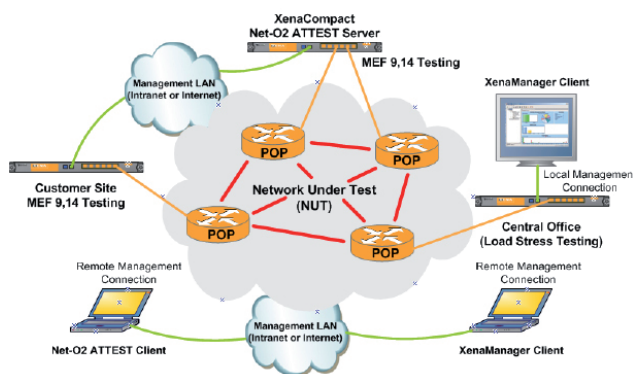 XenaCompact
Net-O2 ATTEST Server
MEF 9,14 Testing
Management LAN
(Intranet or Internet)
XenaManager Client
POP
POP
Local Management
Connection
Customer Site
MEF 9,14 Testing
Network Under Test
(NUT)
Central Office
(Load Stress Testing)
POP
POP
Remote Management
Connection
Remote Management
Connection
Management LAN
(Intranet or Internet)
Net-O2 ATTEST Client
XenaManager Client